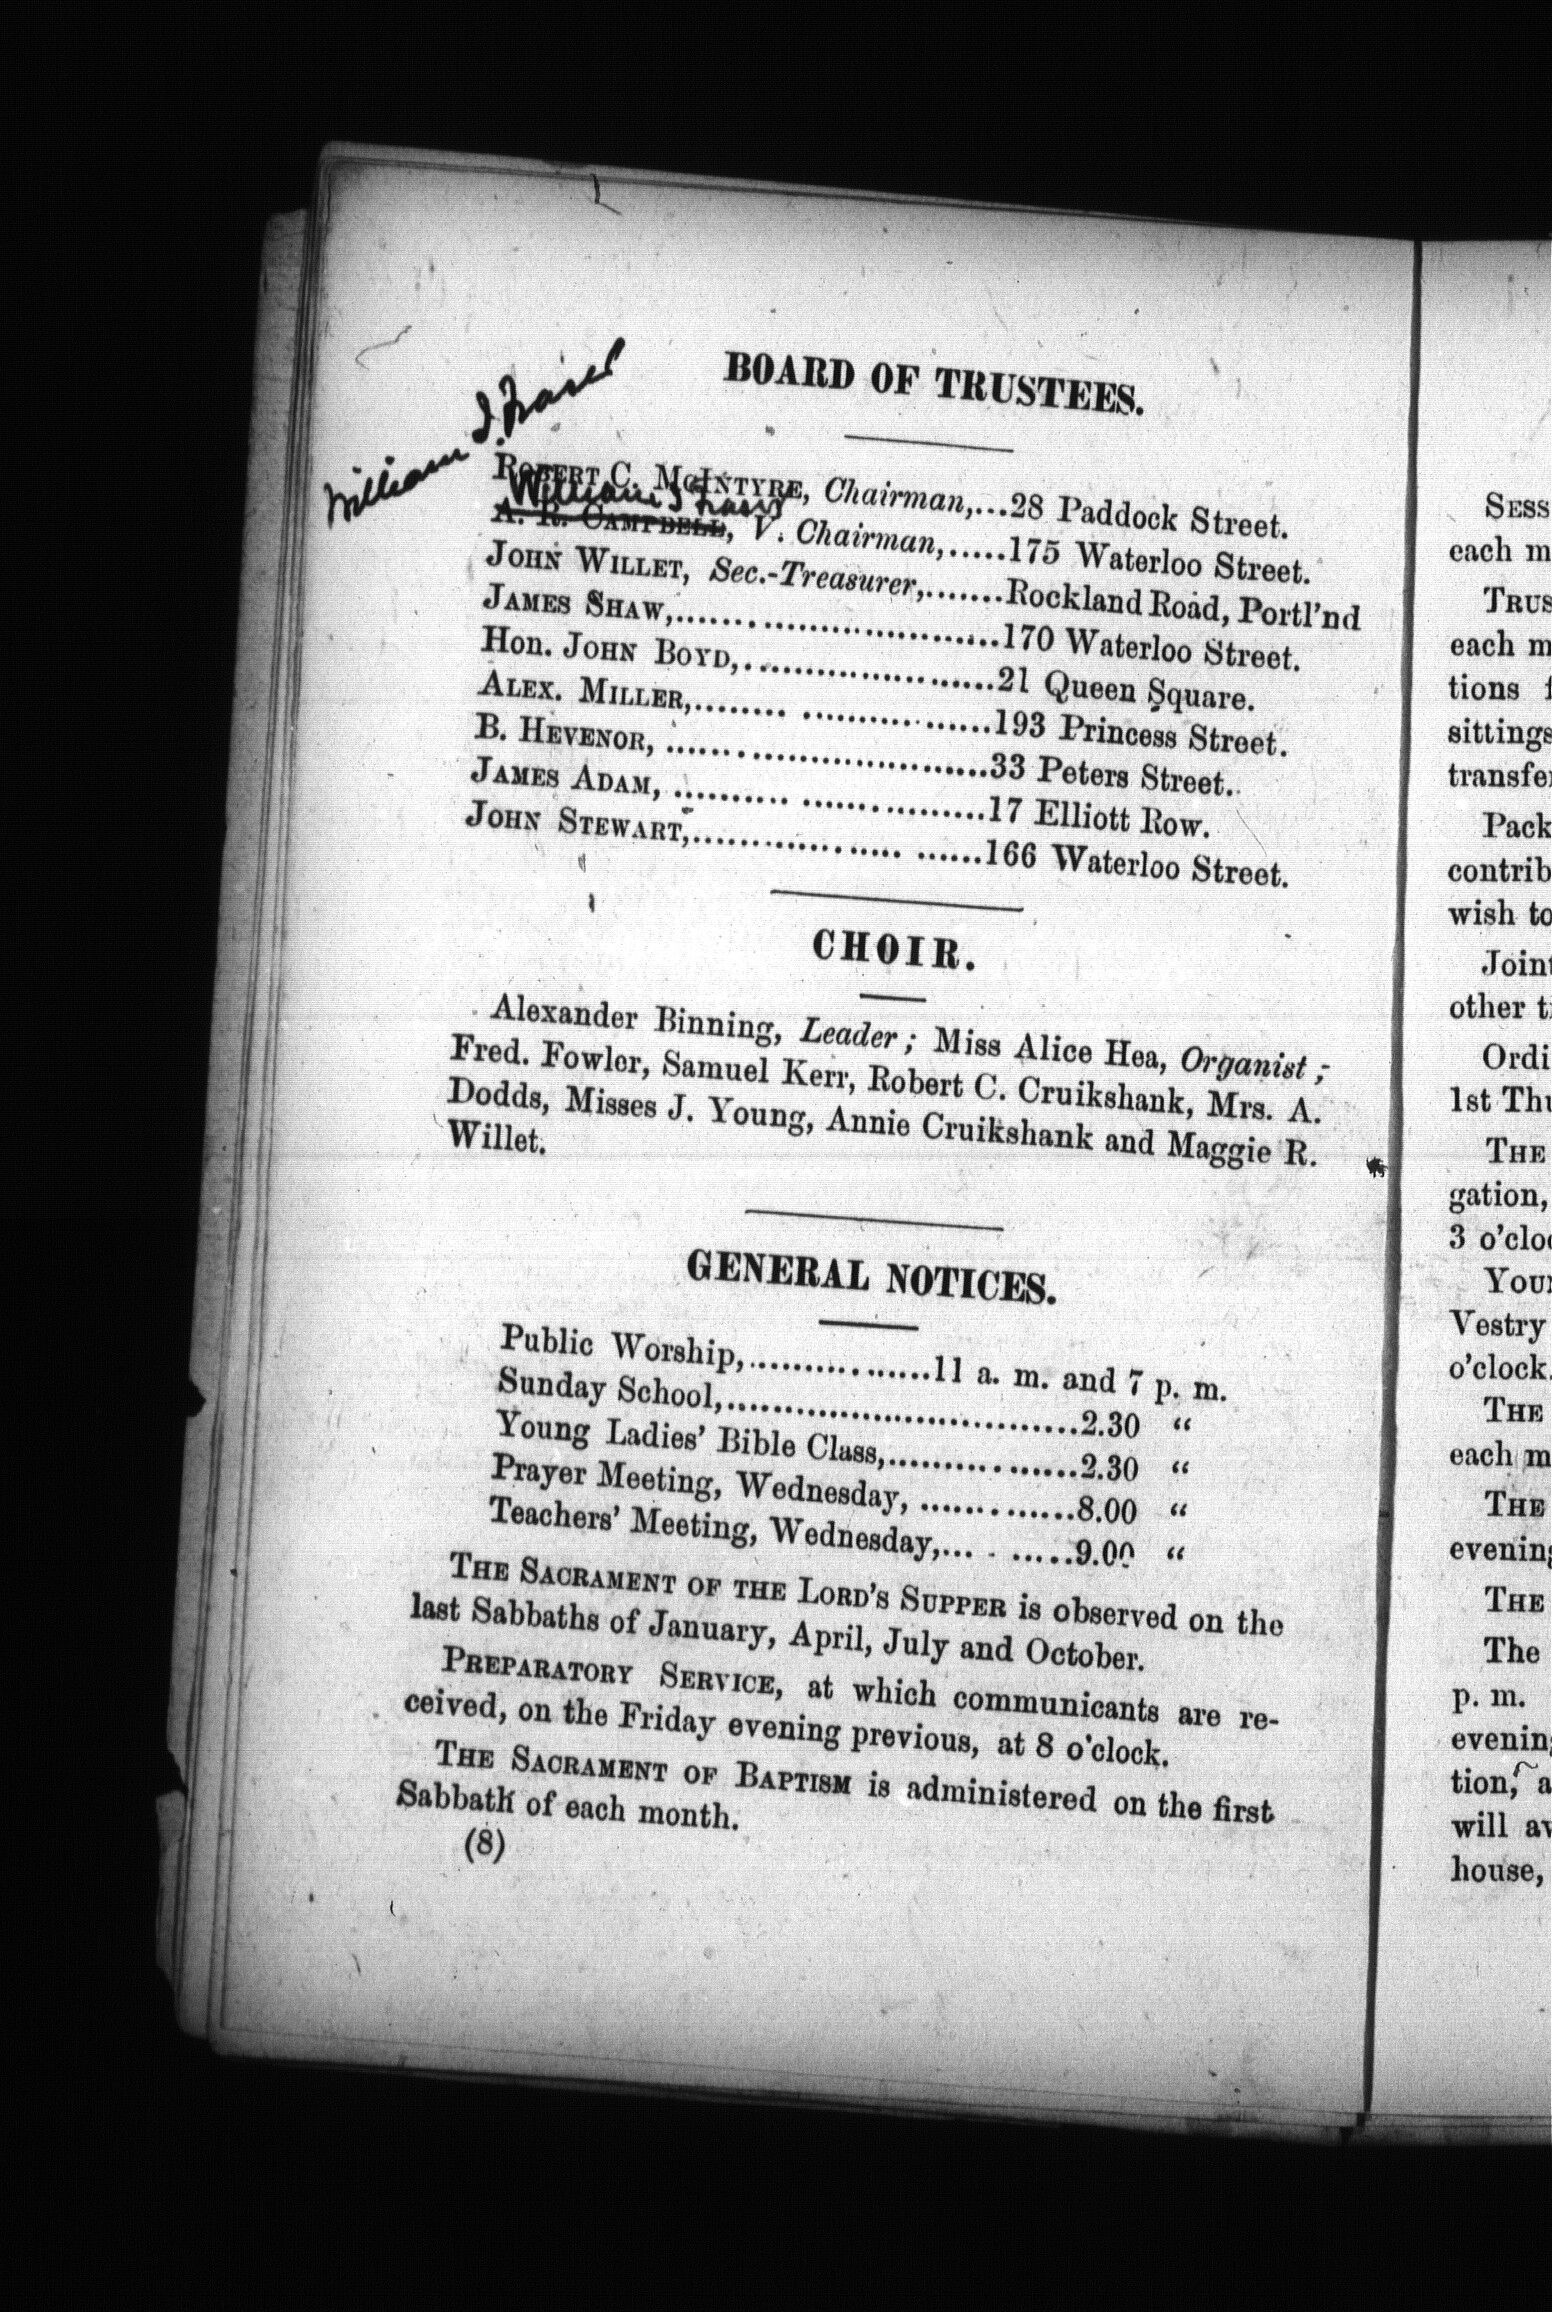 BOARD OF TRUSTEES.
William J. Fraser
ROBERT C. MCINTYRE, Chairman,...28 Paddock Street.
William J Fraser
A. R. CAMPBELL, V. Chairman,.....175 Waterloo Street.
JOHN WILLET, Sec.-Treasurer,.......Rockland Road, Portl'nd
JAMES SHAW,..............................170 Waterloo Street.
Hon. JOHN BOYD,........................21 Queen Square.
ALEX. MILLER,........ ................193 Princess Street.
B. HEVENOR, .............................33 Peters Street.
JAMES ADAM, .......... .................17 Elliott Row.
JOHN STEWART,................. ......166 Waterloo Street.
CHOIR.
Alexander Binning, Leader; Miss Alice Hea, Organist;
Fred. Fowler, Samuel Kerr, Robert C. Cruikshank, Mrs. A.
Dodds, Misses J. Young, Annie Cruikshank and Maggie R.
Willet.
GENERAL NOTICES.
Public Worship,.................11 a. m. and 7 p. m.
Sunday School,.................................2.30 "
Young Ladies' Bible Class,..................2.30 "
Prayer Meeting, Wednesday, ...............8.00 "
Teachers' Meeting, Wednesday,... . .....9.00 "
THE SACRAMENT OF THE LORD'S SUPPER is observed on the
last Sabbaths of January, April, July and October.
PREPARATORY SERVICE, at which communicants are re-
ceived, on the Friday evening previous, at 8 o'clock.
THE SACRAMENT OF BAPTISM is administered on the first
Sabbath of each month.
(8)
SESS
each m
TRUS
each m
tions f
sittings
transfer
Pack
contrib
wish to
Joint
other ti
Ordi
1st Thu
THE
gation,
3 o'cloc
YOUN
Vestry
o'clock.
THE
each m
THE
evening
THE
The
p. m.
evening
tion, a
will av
house,